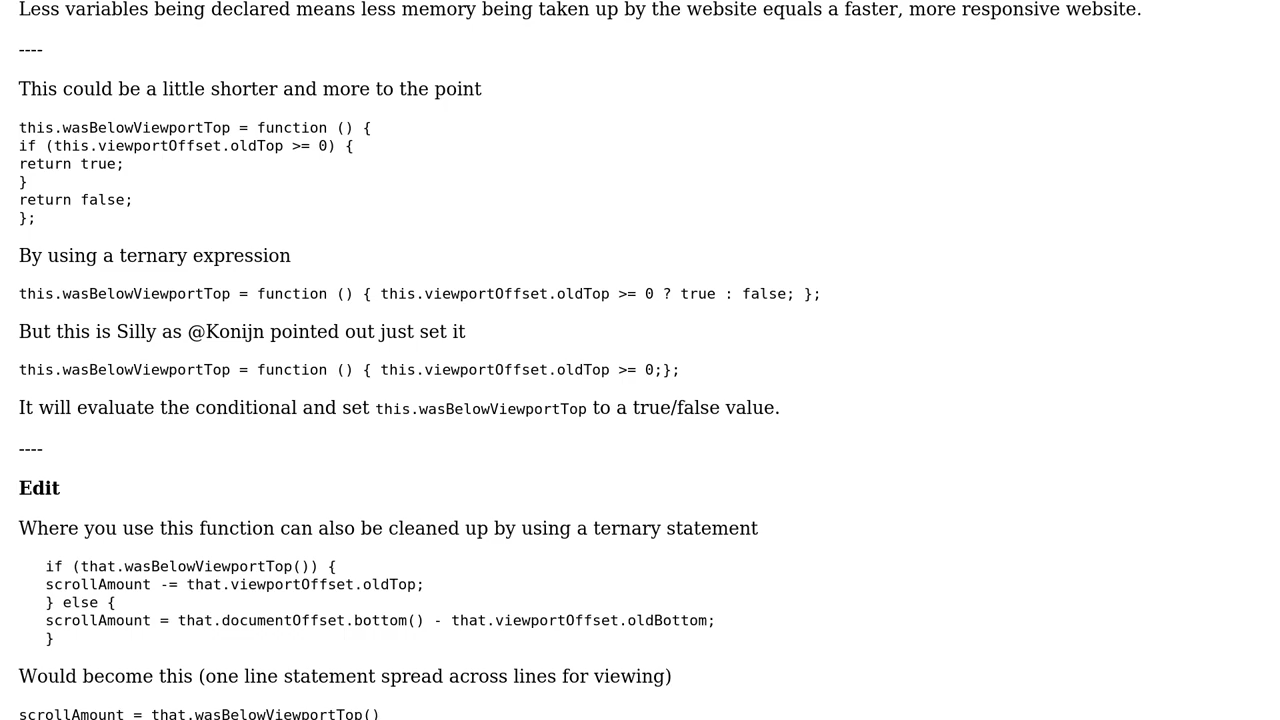 Less variables being declared means less memory being taken up by the website equals a faster, more responsive website.
----
This could be a little shorter and more to the point
this.wasBelowViewportTop = function () {
if (this.viewportOffset.oldTop >= 0) {
return true;
}
return false;
};
By using a ternary expression
this.wasBelowViewportTop = function () { this.viewportOffset.oldTop >= 0 ? true : false; };
But this is Silly as @Konijn pointed out just set it
this.wasBelowViewportTop = function () { this.viewportOffset.oldTop >= 0;};
It will evaluate the conditional and set this.wasBelowViewportTop to a true/false value.
----
Edit
Where you use this function can also be cleaned up by using a ternary statement
if (that.wasBelowViewportTop()) {
scrollAmount -= that.viewportOffset.oldTop;
} else {
scrollAmount = that.documentOffset.bottom() - that.viewportOffset.oldBottom;
}
Would become this (one line statement spread across lines for viewing)
scrollAmount = that.wasBelowViewportTop()